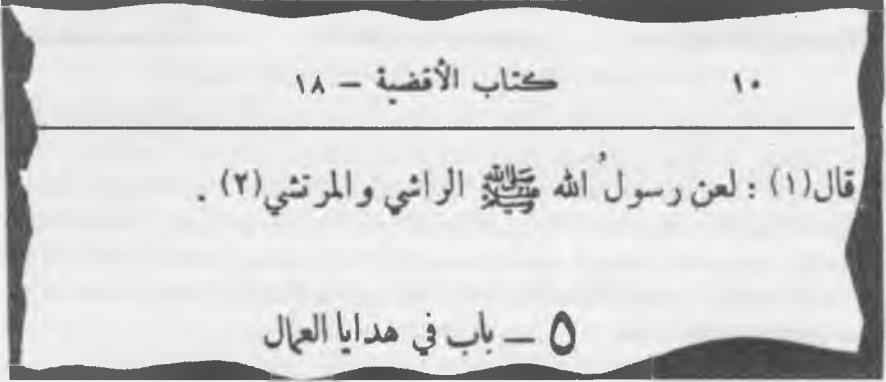 ١٠ كتاب الأقضية – ١٨
قال(١) : لعن رسولُ الله ﷺ الراشي والمرتشي(٢) .
٥ – باب في هدايا العمال